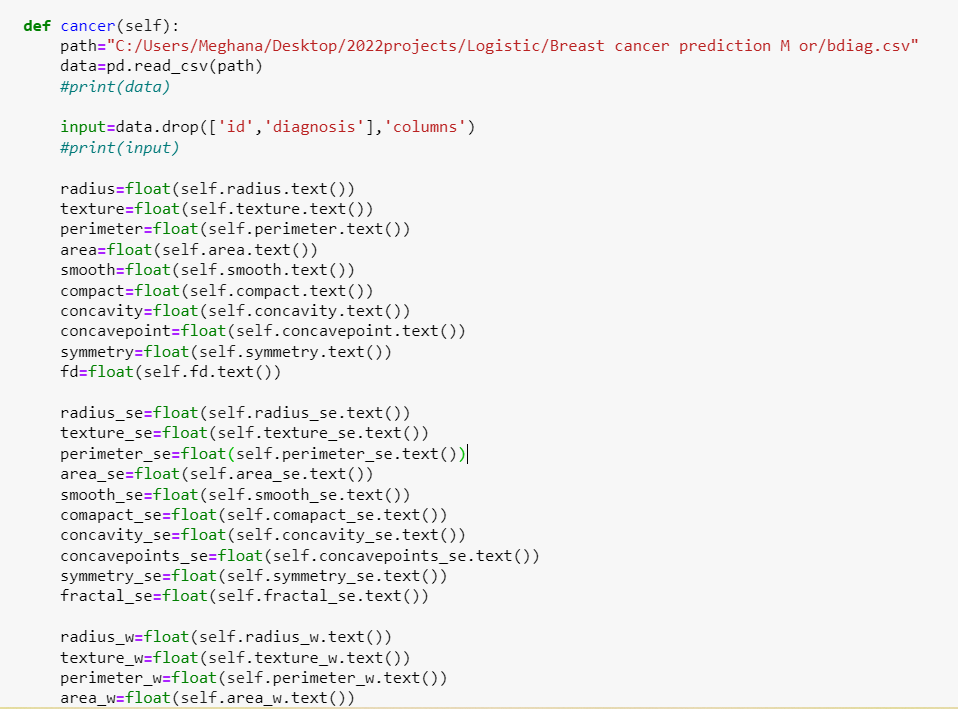 def cancer(self):
path="C:/Users/Meghana/Desktop/2022projects/Logistic/Breast cancer prediction M or/bdiag.csv"
data=pd.read_csv(path)
#print(data)
input=data.drop(['id','diagnosis'],'columns')
#print(input)
radius=float(self.radius.text())
texture=float(self.texture.text())
perimeter=float(self.perimeter.text())
area=float(self.area.text())
smooth=float(self.smooth.text())
compact=float(self.compact.text())
concavity=float(self.concavity.text())
concavepoint=float(self.concavepoint.text())
symmetry=float(self.symmetry.text())
fd=float(self.fd.text())
radius_se=float(self.radius_se.text())
texture_se=float(self.texture_se.text())
perimeter_se=float(self.perimeter_se.text())
area_se=float(self.area_se.text())
smooth_se=float(self.smooth_se.text())
comapact_se=float(self.comapact_se.text())
concavity_se=float(self.concavity_se.text())
concavepoints_se=float(self.concavepoints_se.text())
symmetry_se=float(self.symmetry_se.text())
fractal_se=float(self.fractal_se.text())
radius_w=float(self.radius_w.text())
texture_w=float(self.texture_w.text())
perimeter_w=float(self.perimeter_w.text())
area_w=float(self.area_w.text())